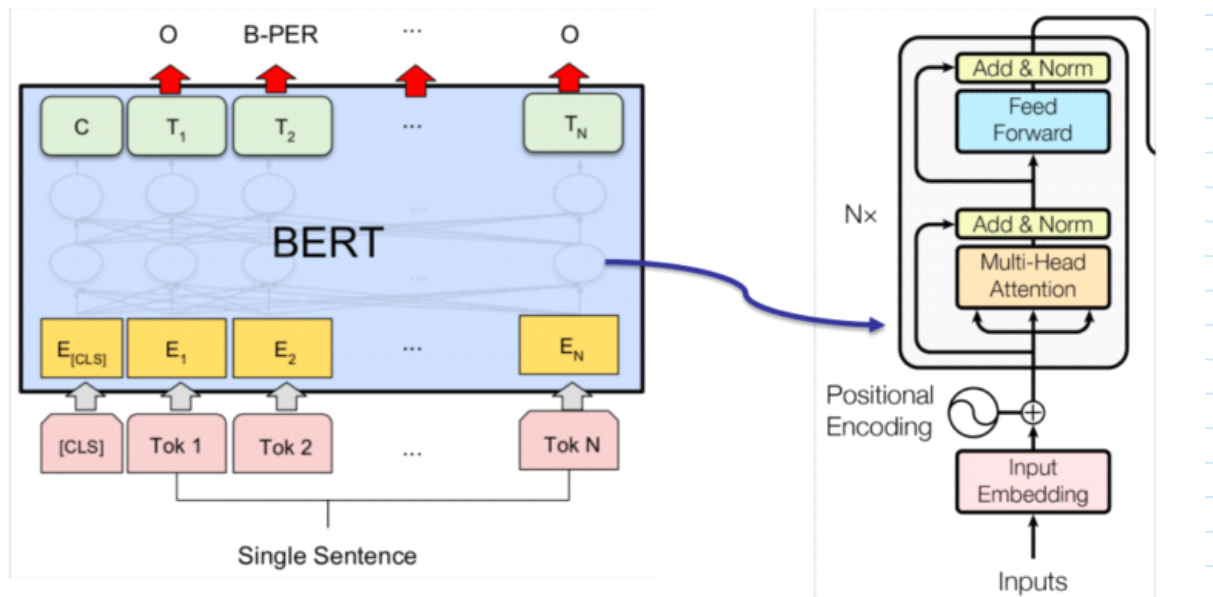 O B-PER ... O
C T1 T2 ... TN
...
BERT
...
E[CLS] E1 E2 ... EN
[CLS] Tok 1 Tok 2 ... Tok N
Single Sentence
Add & Norm
Feed
Forward
N×
Add & Norm
Multi-Head
Attention
Positional
Encoding
Input
Embedding
Inputs